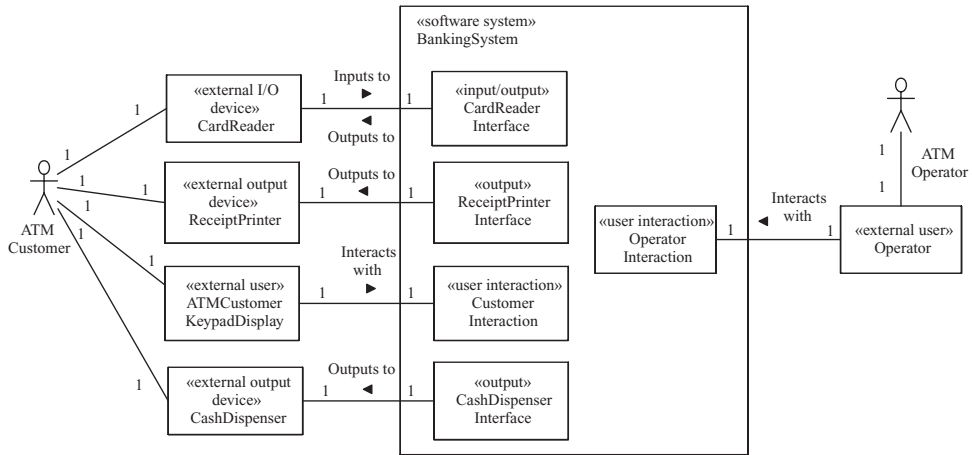 «software system»
BankingSystem
«external I/O
device»
CardReader
Inputs to
Outputs to
1
1
1
1
«input/output»
CardReader
Interface
ATM
Customer
«external output
device»
ReceiptPrinter
Outputs to
1
1
1
1
«output»
ReceiptPrinter
Interface
«external user»
ATMCustomer
KeypadDisplay
Interacts
with
1
1
1
1
«user interaction»
Customer
Interaction
«external output
device»
CashDispenser
Outputs to
1
1
1
1
«output»
CashDispenser
Interface
«user interaction»
Operator
Interaction
Interacts
with
1
1
«external user»
Operator
1
1
ATM
Operator